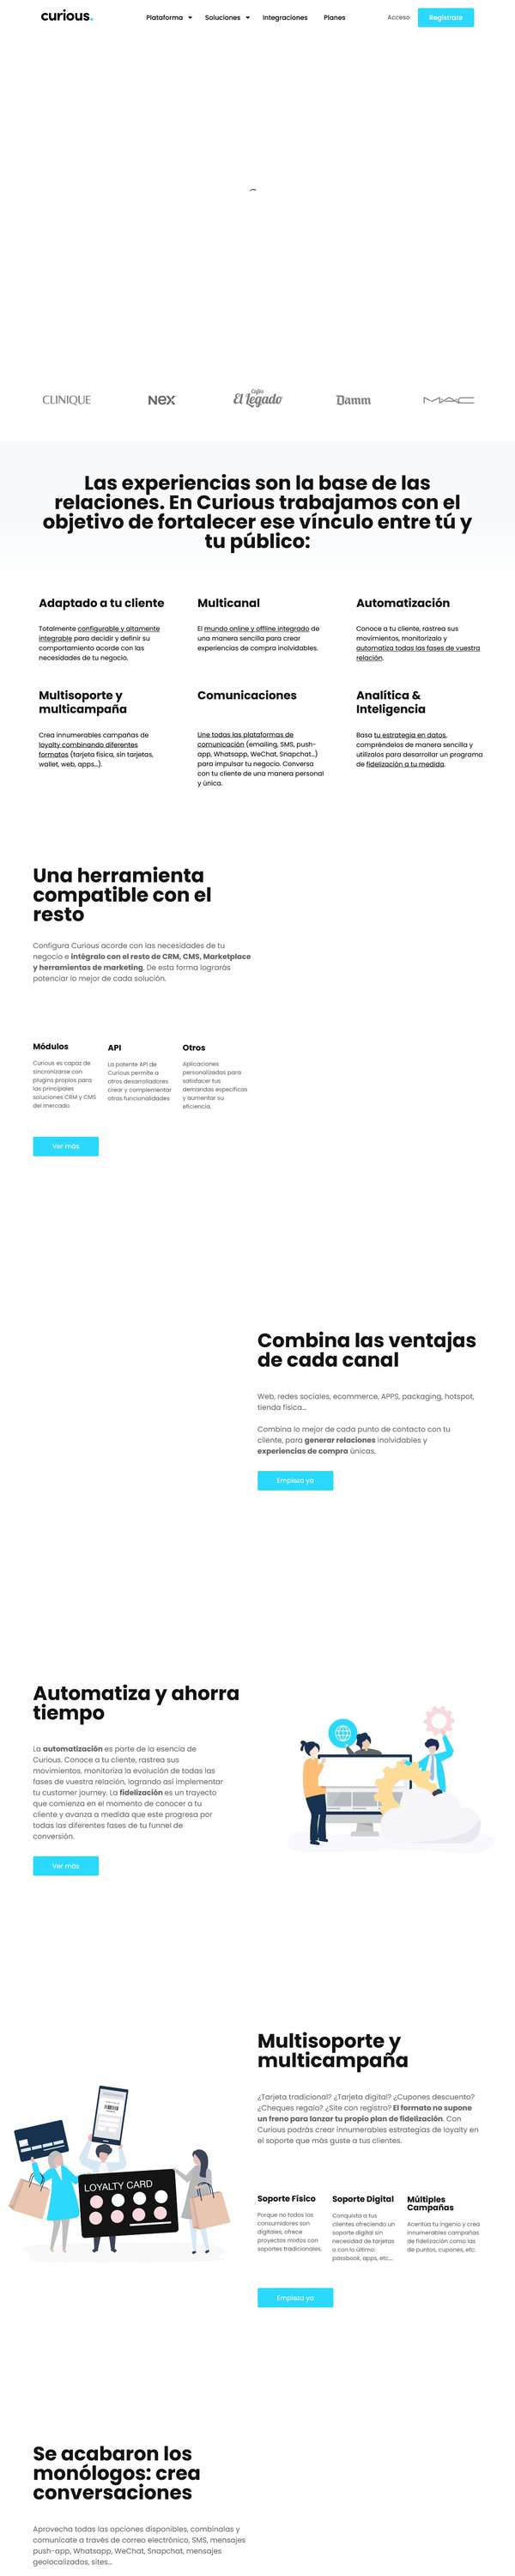 curious.
Plataforma
Soluciones
Integraciones
Planes
Acceso
Regístrate
CLINIQUE
NEX
Cafés
El Legado
Damm
MAC
Las experiencias son la base de las
relaciones. En Curious trabajamos con el
objetivo de fortalecer ese vínculo entre tú y
tu público:
Adaptado a tu cliente
Totalmente configurable y altamente
integrable para decidir y definir su
comportamiento acorde con las
necesidades de tu negocio.
Multicanal
El mundo online y offline integrado de
una manera sencilla para crear
experiencias de compra inolvidables.
Automatización
Conoce a tu cliente, rastrea sus
movimientos, monitorízalo y
automatiza todas las fases de vuestra
relación.
Multisoporte y
multicampaña
Crea innumerables campañas de
loyalty combinando diferentes
formatos (tarjeta física, sin tarjetas,
wallet, web, apps...).
Comunicaciones
Une todas las plataformas de
comunicación (emailing, SMS, push-
app, Whatsapp, WeChat, Snapchat...)
para impulsar tu negocio. Conversa
con tu cliente de una manera personal
y única.
Analítica &
Inteligencia
Basa tu estrategia en datos,
compréndelos de manera sencilla y
utilízalos para desarrollar un programa
de fidelización a tu medida.
Una herramienta
compatible con el
resto
Configura Curious acorde con las necesidades de tu
negocio e intégralo con el resto de CRM, CMS, Marketplace
y herramientas de marketing. De esta forma lograrás
potenciar lo mejor de cada solución.
Módulos
Curious es capaz de
sincronizarse con
plugins propios para
las principales
soluciones CRM y CMS
del mercado.
API
La potente API de
Curious permite a
otros desarrolladores
crear y complementar
otras funcionalidades
Otros
Aplicaciones
personalizadas para
satisfacer tus
demandas específicas
y aumentar su
eficiencia.
Ver más
Combina las ventajas
de cada canal
Web, redes sociales, ecommerce, APPS, packaging, hotspot,
tienda física...
Combina lo mejor de cada punto de contacto con tu
cliente, para generar relaciones inolvidables y
experiencias de compra únicas.
Empieza ya
Automatiza y ahorra
tiempo
La automatización es parte de la esencia de
Curious. Conoce a tu cliente, rastrea sus
movimientos, monitoriza la evolución de todas las
fases de vuestra relación, logrando así implementar
tu customer journey. La fidelización es un trayecto
que comienza en el momento de conocer a tu
cliente y avanza a medida que este progresa por
todas las diferentes fases de tu funnel de
conversión.
Ver más
Multisoporte y
multicampaña
¿Tarjeta tradicional? ¿Tarjeta digital? ¿Cupones descuento?
¿Cheques regalo? ¿Site con registro? El formato no supone
un freno para lanzar tu propio plan de fidelización. Con
Curious podrás crear innumerables estrategias de loyalty en
el soporte que más guste a tus clientes.
LOYALTY CARD
Soporte Físico
Porque no todos los
consumidores son
digitales, ofrece
proyectos mixtos con
soportes tradicionales.
Soporte Digital
Conquista a tus
clientes ofreciendo un
soporte digital sin
necesidad de tarjetas
o con lo último:
passbook, apps, etc...
Múltiples
Campañas
Acentúa tu ingenio y crea
innumerables campañas
de fidelización como las
de puntos, cupones, etc.
Empieza ya
Se acabaron los
monólogos: crea
conversaciones
Aprovecha todas las opciones disponibles, combínalas y
comunícate a través de correo electrónico, SMS, mensajes
push-app, Whatsapp, WeChat, Snapchat, mensajes
geolocalizados, sites...